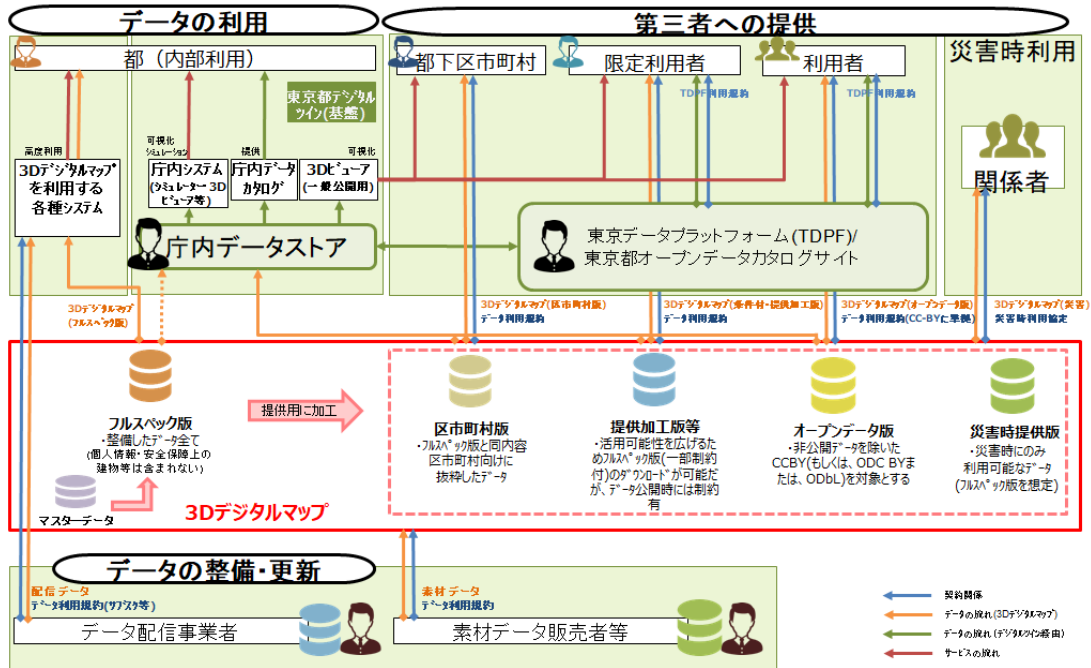 データの利用
第三者への提供
都（内部利用）
都下区市町村
限定利用者
利用者
災害時利用
TDPF利用規約
TDPF利用規約
東京都デジタル
ツイン(基盤)
高度利用
可視化
シミュレーション
提供
可視化
3Dデジタルマップ
を利用する
各種システム
庁内システム
(シミュレーター 3D
ビューア等)
庁内データ
カタログ
3Dビューア
(一般公開用)
関係者
庁内データストア
東京データプラットフォーム(TDPF)/
東京都オープンデータカタログサイト
3Dデジタルマップ
(フルスペック版)
3Dデジタルマップ(区市町村版)
データ利用規約
3Dデジタルマップ(条件付・提供加工版)
データ利用規約
3Dデジタルマップ(オープンデータ版)
データ利用規約(CC-BYに準拠)
3Dデジタルマップ(災害)
災害時利用協定
フルスペック版
・整備したデータ全て
(個人情報・安全保障上の
建物等は含まれない)
提供用に加工
区市町村版
・フルスペック版と同内容
区市町村向けに
抜粋したデータ
提供加工版等
・活用可能性を広げるた
めフルスペック版(一部制約
付)のダウンロードが可能だ
が、データ公開時には制約
有
オープンデータ版
・非公開データを除いた
CCBY(もしくは、ODC BYま
たは、ODbL)を対象とする
災害時提供版
・災害時にのみ
利用可能なデータ
(フルスペック版を想定)
マスターデータ
3Dデジタルマップ
データの整備・更新
配信データ
データ利用規約(サブスク等)
データ配信事業者
素材データ
データ利用規約
素材データ販売者等
契約関係
データの流れ(3Dデジタルマップ)
データの流れ(デジタルツイン経由)
サービスの流れ